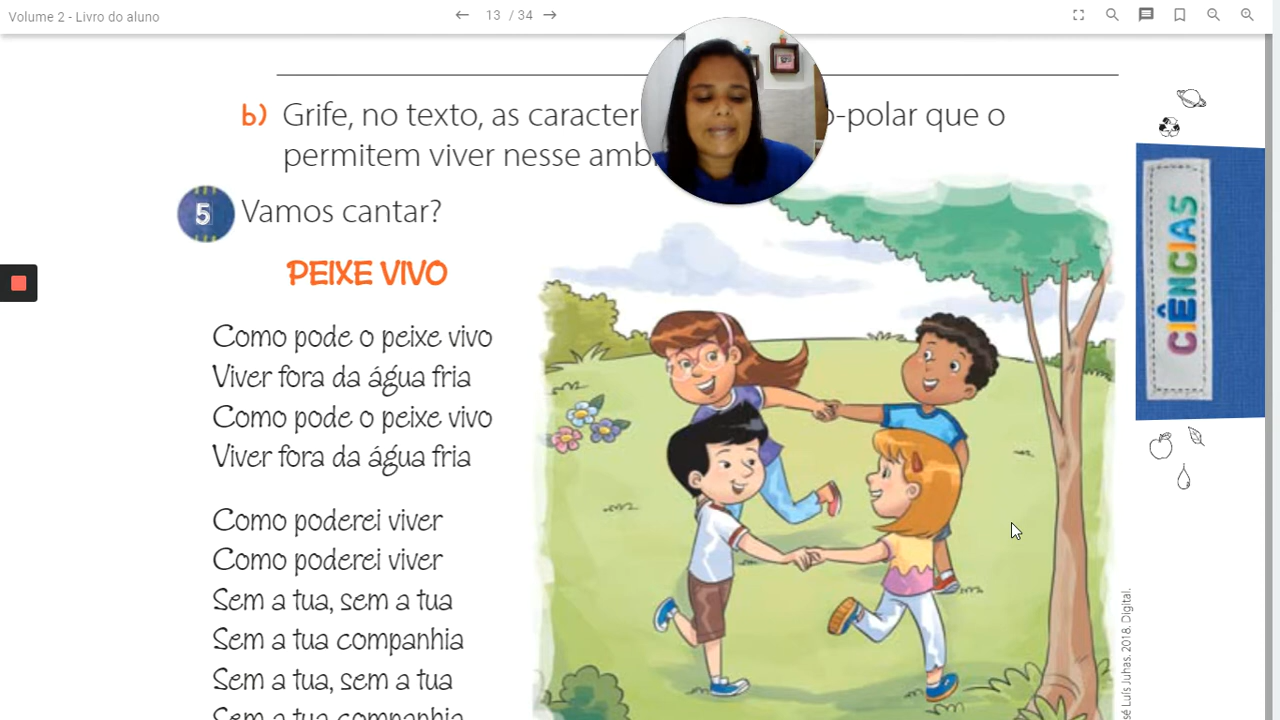 Volume 2 - Livro do aluno
13 / 34
b) Grife, no texto, as caracter -polar que o
permitem viver nesse amb
5 Vamos cantar?
PEIXE VIVO
Como pode o peixe vivo
Viver fora da água fria
Como pode o peixe vivo
Viver fora da água fria
Como poderei viver
Como poderei viver
Sem a tua, sem a tua
Sem a tua companhia
Sem a tua, sem a tua
Sem a tua companhia
CIÊNCIAS
sé Luís Juhas. 2018. Digital.